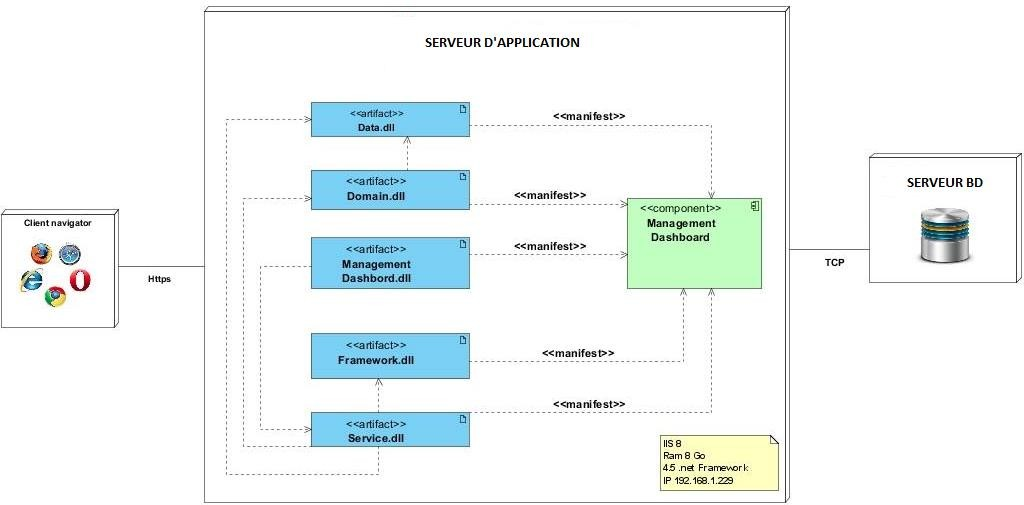 SERVEUR D'APPLICATION
<<artifact>>
Data.dll
<<manifest>>
<<artifact>>
Domain.dll
<<manifest>>
<<artifact>>
Management
Dashbord.dll
<<manifest>>
<<artifact>>
Framework.dll
<<manifest>>
<<artifact>>
Service.dll
<<manifest>>
<<component>>
Management
Dashboard
IIS 8
Ram 8 Go
4.5 .net Framework
IP 192.168.1.229
Client navigator
Https
SERVEUR BD
TCP